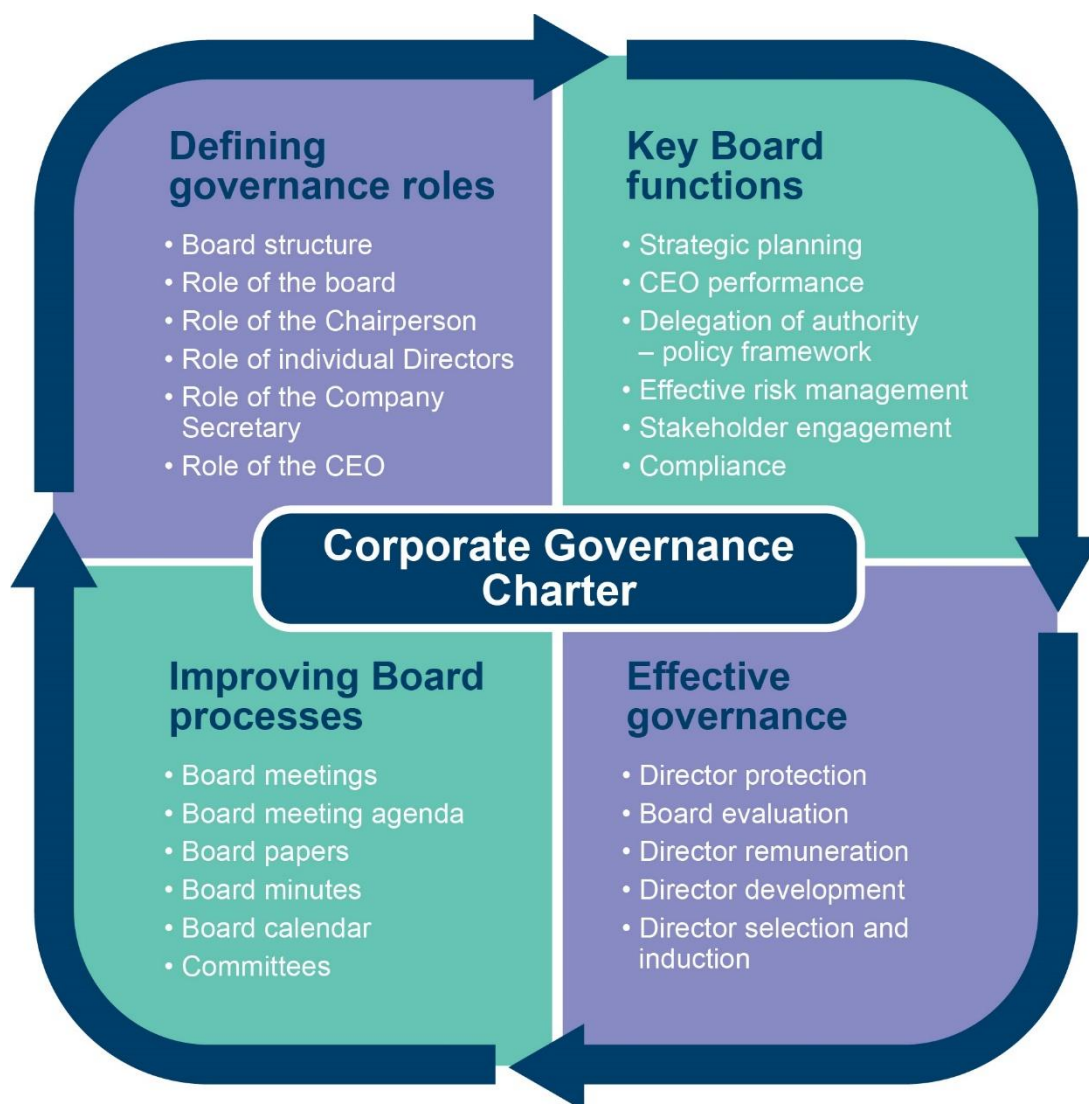 Defining
governance roles
• Board structure
• Role of the board
• Role of the Chairperson
• Role of individual Directors
• Role of the Company
Secretary
• Role of the CEO
Key Board
functions
• Strategic planning
• CEO performance
• Delegation of authority
– policy framework
• Effective risk management
• Stakeholder engagement
• Compliance
Corporate Governance
Charter
Improving Board
processes
• Board meetings
• Board meeting agenda
• Board papers
• Board minutes
• Board calendar
• Committees
Effective
governance
• Director protection
• Board evaluation
• Director remuneration
• Director development
• Director selection and
induction